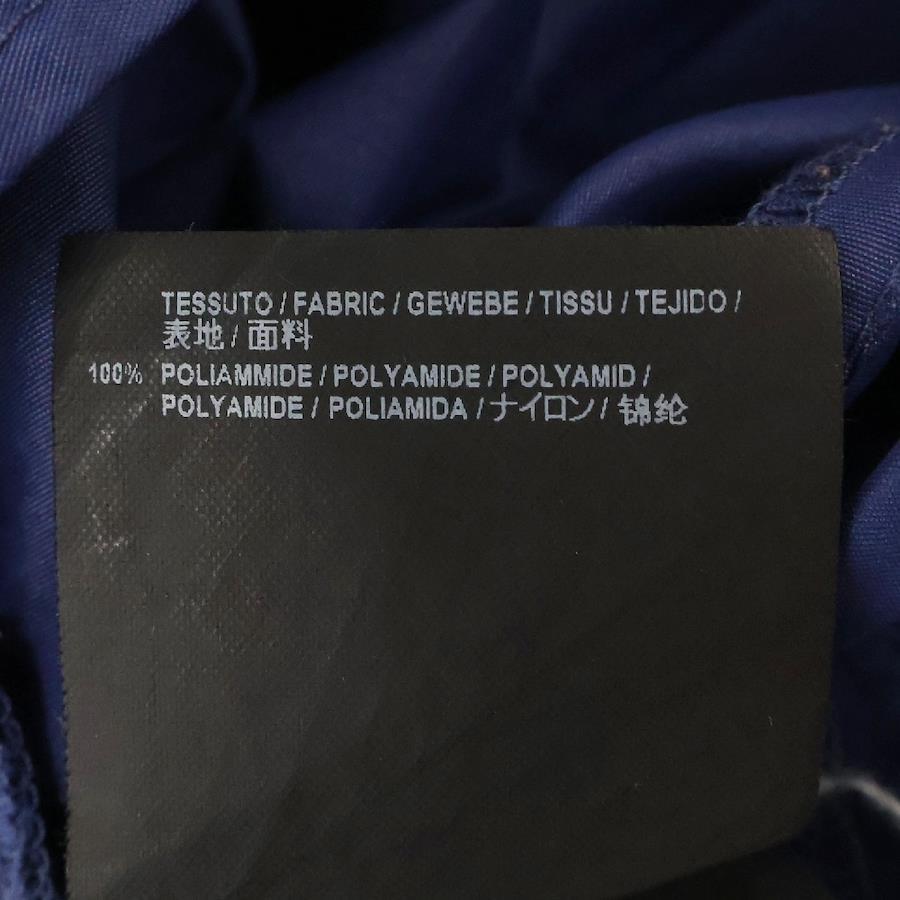 TESSUTO / FABRIC / GEWEBE / TISSU / TEJIDO /
表地 / 面料
100% POLIAMMIDE / POLYAMIDE / POLYAMID /
POLYAMIDE / POLIAMIDA / ナイロン / 锦纶